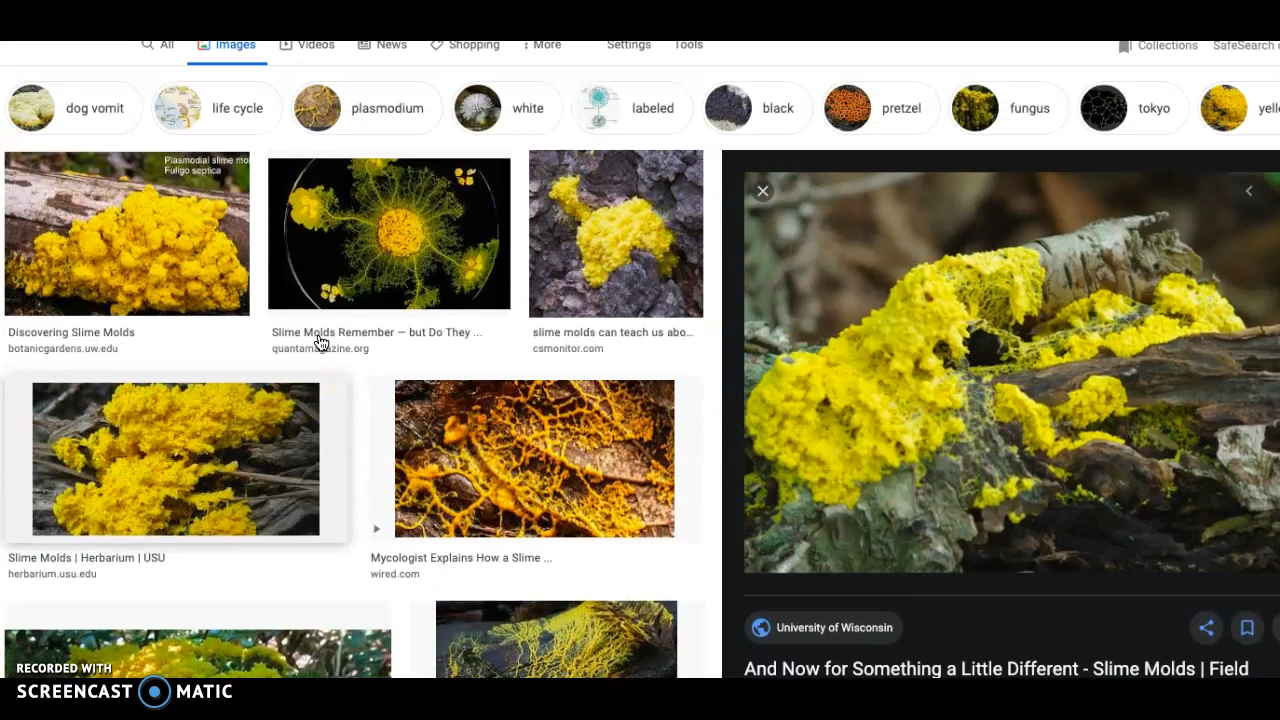 All Images Videos News Shopping More Settings Tools Collections SafeSearch
dog vomit life cycle plasmodium white labeled black pretzel fungus tokyo
Plasmodial slime
Fuligo septica
Discovering Slime Molds
botanicgardens.uw.edu
Slime Molds Remember — but Do They ...
quantamagazine.org
slime molds can teach us abo...
csmonitor.com
Slime Molds | Herbarium | USU
herbarium.usu.edu
Mycologist Explains How a Slime ...
wired.com
University of Wisconsin
And Now for Something a Little Different - Slime Molds | Field
RECORDED WITH
SCREENCAST MATIC